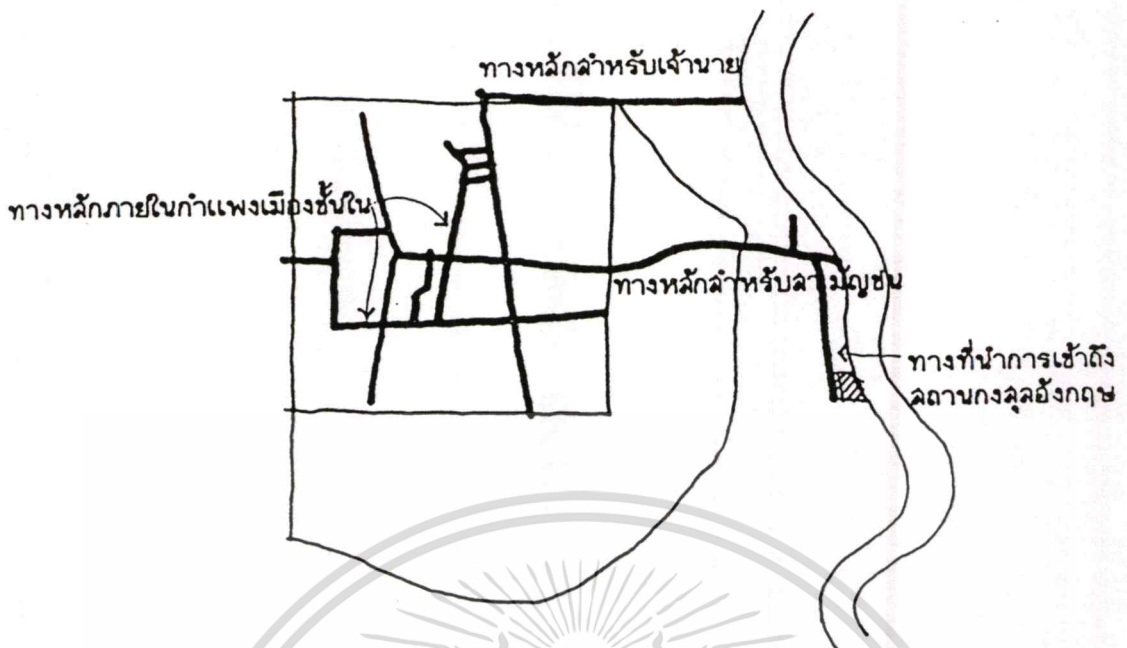 ทางหลักสำหรับเจ้านาย
ทางหลักภายในกำแพงเมืองชั้นใน
ทางหลักสำหรับสามัญชน
ทางที่นำการเข้าถึง
สถานกงสุลอังกฤษ